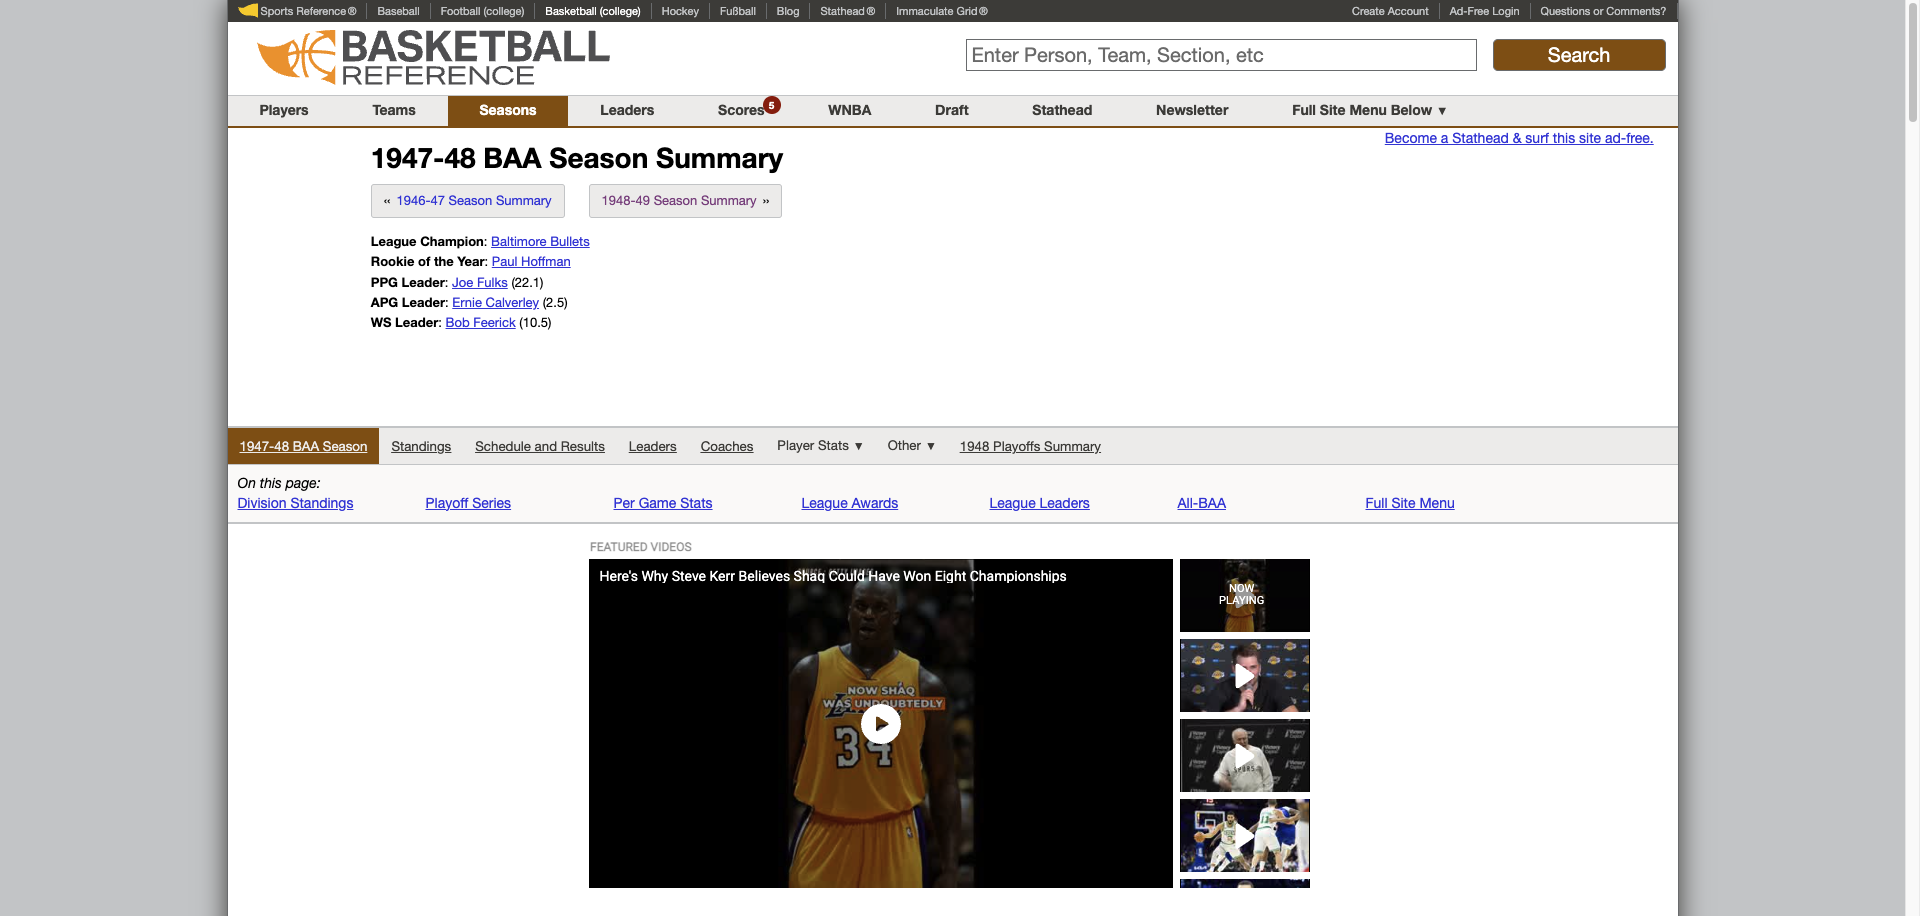 Sports Reference® Baseball Football (college) Basketball (college) Hockey Fußball Blog Stathead® Immaculate Grid® Create Account Ad-Free Login Questions or Comments?
BASKETBALL
REFERENCE
Enter Person, Team, Section, etc Search
Players Teams Seasons Leaders Scores 5 WNBA Draft Stathead Newsletter Full Site Menu Below ▼
Become a Stathead & surf this site ad-free.
1947-48 BAA Season Summary
« 1946-47 Season Summary 1948-49 Season Summary »
League Champion: Baltimore Bullets
Rookie of the Year: Paul Hoffman
PPG Leader: Joe Fulks (22.1)
APG Leader: Ernie Calverley (2.5)
WS Leader: Bob Feerick (10.5)
1947-48 BAA Season Standings Schedule and Results Leaders Coaches Player Stats ▼ Other ▼ 1948 Playoffs Summary
On this page:
Division Standings Playoff Series Per Game Stats League Awards League Leaders All-BAA Full Site Menu
FEATURED VIDEOS
Here's Why Steve Kerr Believes Shaq Could Have Won Eight Championships
NOW SHAQ
WAS UNDOUBTEDLY
34
NOW
PLAYING